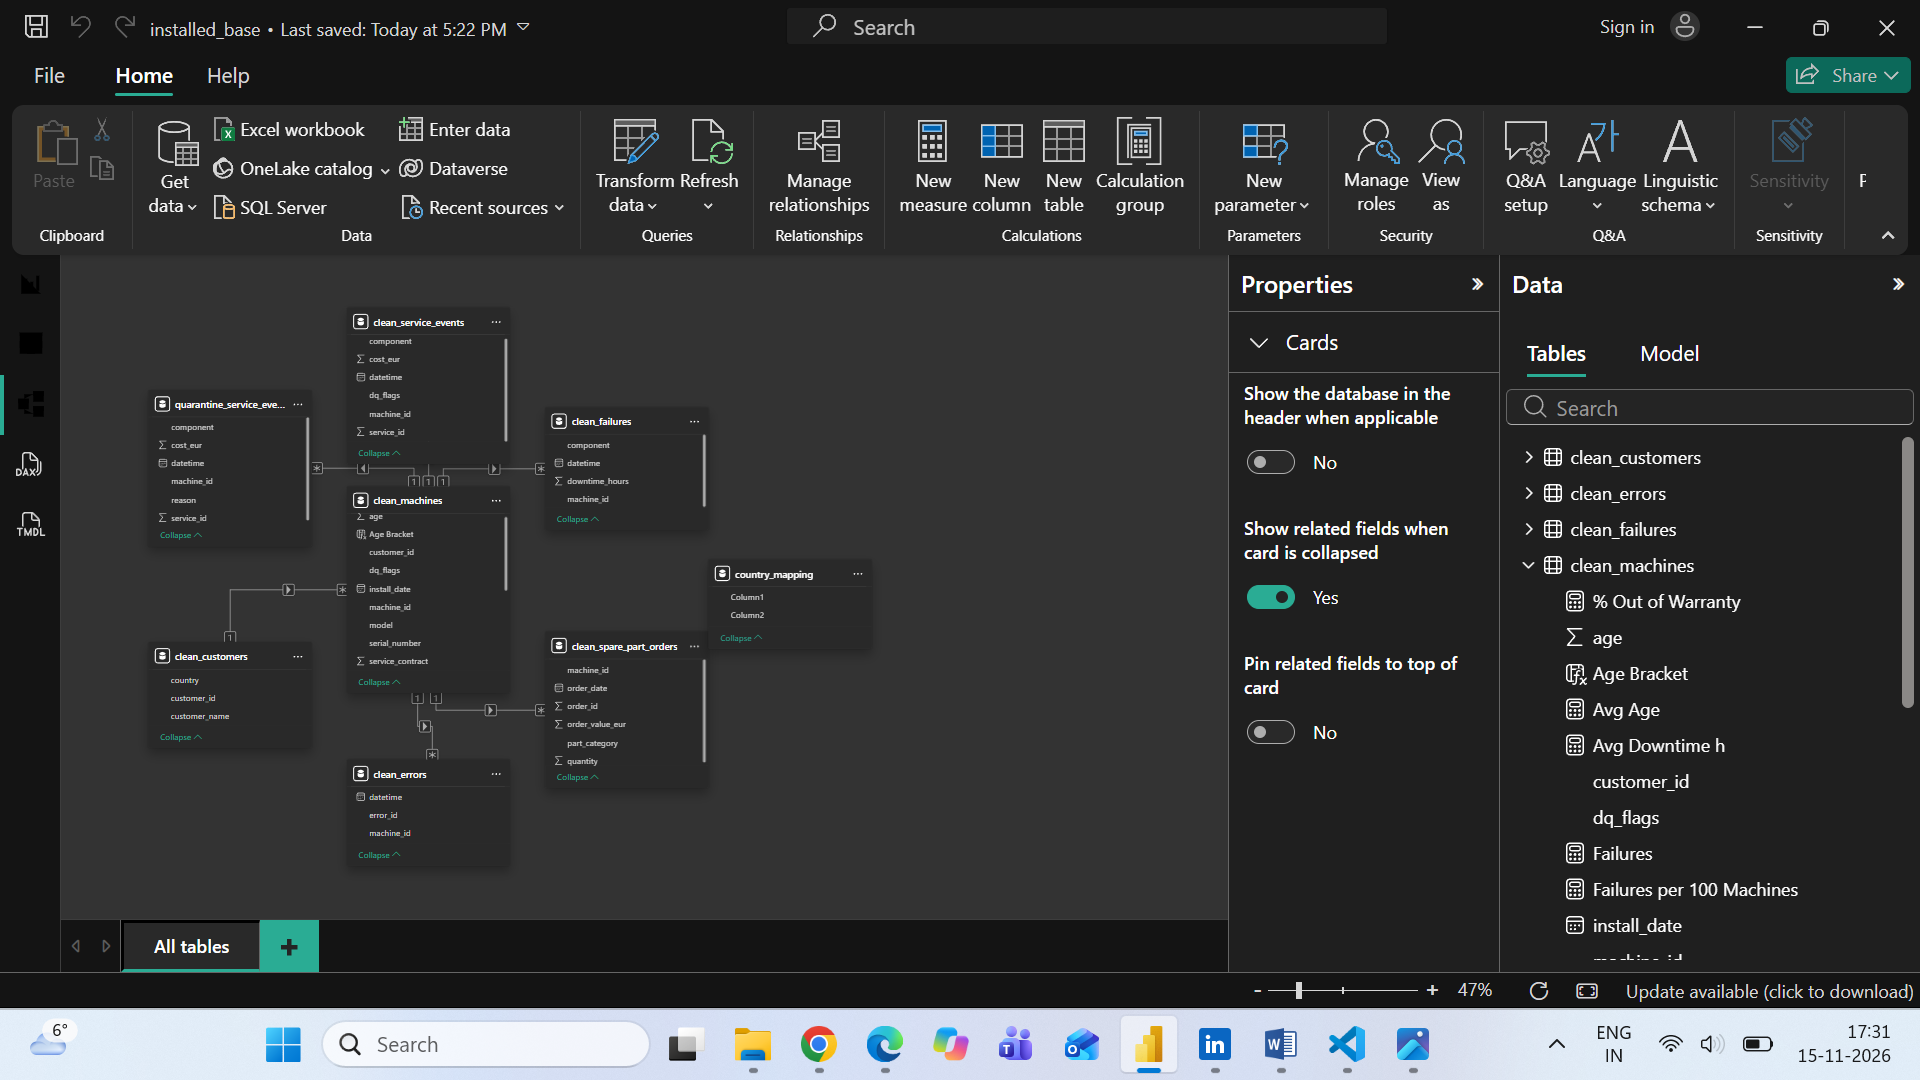 installed_base • Last saved: Today at 5:22 PM
Search
Sign in
File
Home
Help
Share
Paste
Clipboard
Get data
Excel workbook
OneLake catalog
SQL Server
Enter data
Dataverse
Recent sources
Data
Transform data
Refresh
Queries
Manage relationships
Relationships
New measure
New column
New table
Calculation group
Calculations
New parameter
Parameters
Manage roles
View as
Security
Q&A setup
Language
Linguistic schema
Q&A
Sensitivity
Sensitivity
DAX
TMDL
clean_service_events
component
cost_eur
datetime
dq_flags
machine_id
service_id
Collapse
quarantine_service_eve...
component
cost_eur
datetime
machine_id
reason
service_id
Collapse
clean_failures
component
datetime
downtime_hours
machine_id
Collapse
1
1
1
clean_machines
age
Age Bracket
customer_id
dq_flags
install_date
machine_id
model
serial_number
service_contract
Collapse
country_mapping
Column1
Column2
Collapse
1
clean_customers
country
customer_id
customer_name
Collapse
clean_spare_part_orders
machine_id
order_date
order_id
order_value_eur
part_category
quantity
Collapse
1
1
clean_errors
datetime
error_id
machine_id
Collapse
All tables
Properties
Cards
Show the database in the
header when applicable
No
Show related fields when
card is collapsed
Yes
Pin related fields to top of
card
No
Data
Tables
Model
Search
clean_customers
clean_errors
clean_failures
clean_machines
% Out of Warranty
age
Age Bracket
Avg Age
Avg Downtime h
customer_id
dq_flags
Failures
Failures per 100 Machines
install_date
47%
Update available (click to download)
6°
Search
ENG
IN
17:31
15-11-2026